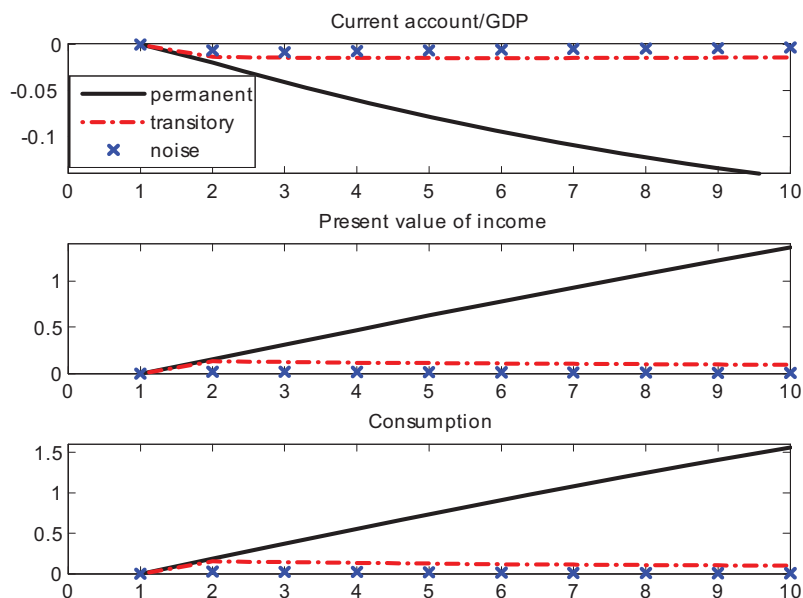 Current account/GDP
0
-0.05
-0.1
permanent
transitory
noise
0 1 2 3 4 5 6 7 8 9 10
Present value of income
1
0.5
0
0 1 2 3 4 5 6 7 8 9 10
Consumption
1.5
1
0.5
0
0 1 2 3 4 5 6 7 8 9 10